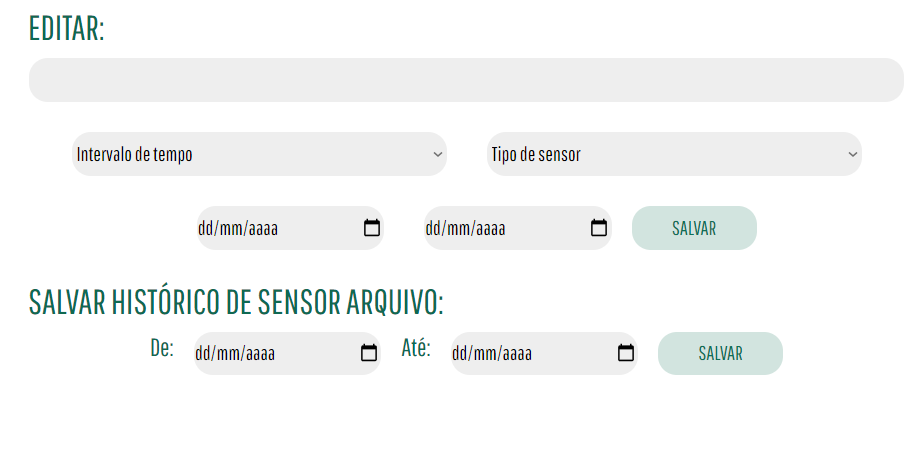 EDITAR:
Intervalo de tempo Tipo de sensor
dd/mm/aaaa dd/mm/aaaa SALVAR
SALVAR HISTÓRICO DE SENSOR ARQUIVO:
De: dd/mm/aaaa Até: dd/mm/aaaa SALVAR